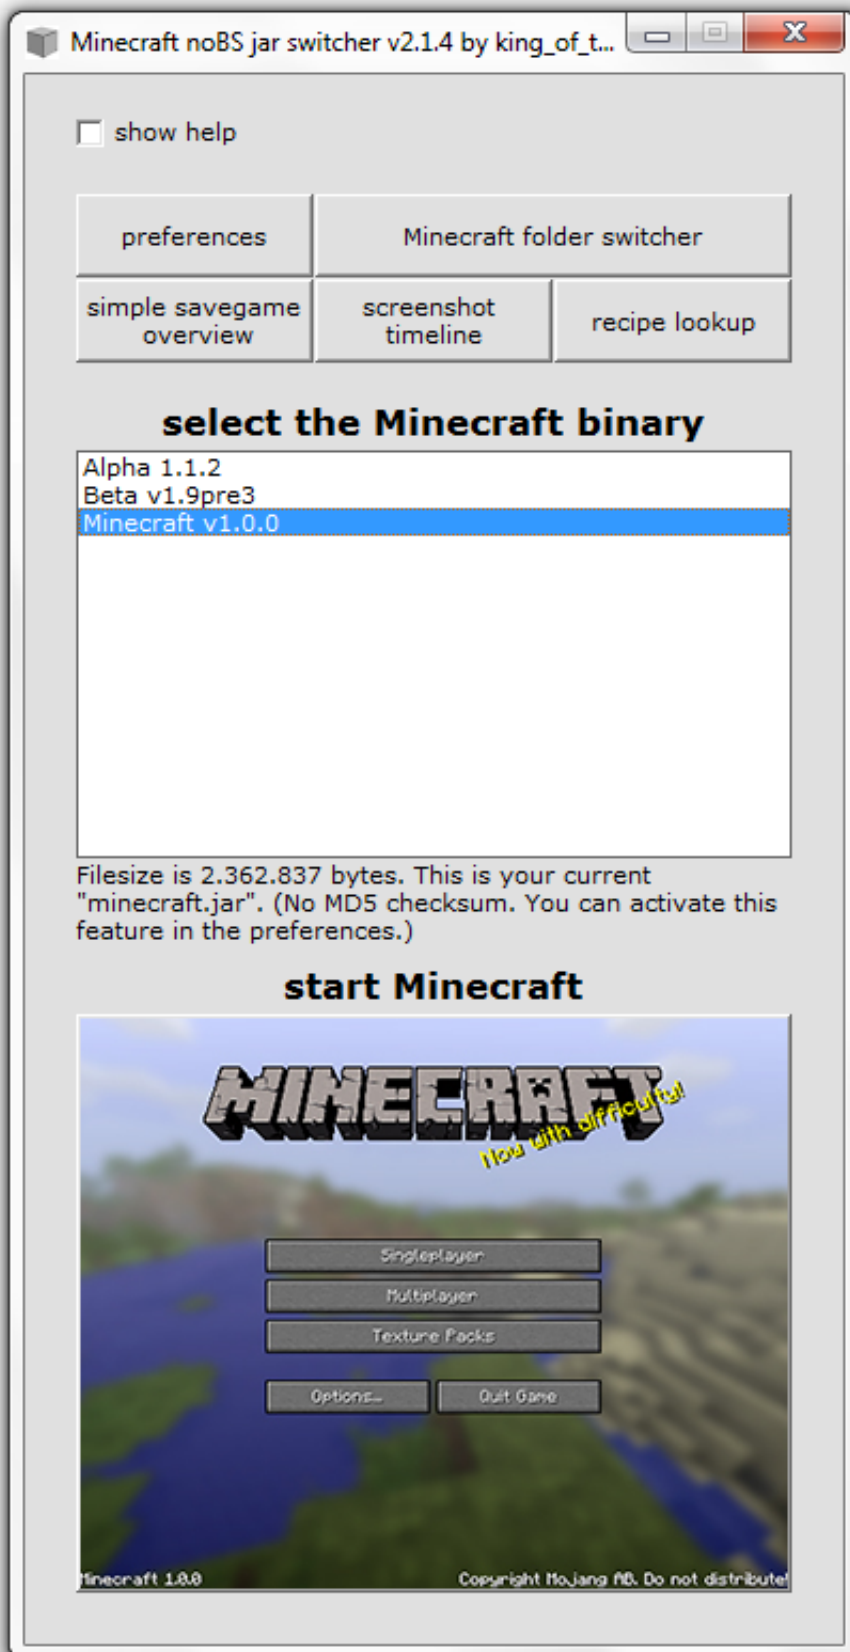 Minecraft noBS jar switcher v2.1.4 by king_of_t...
show help
preferences
Minecraft folder switcher
simple savegame
overview
screenshot
timeline
recipe lookup
select the Minecraft binary
Alpha 1.1.2
Beta v1.9pre3
Minecraft v1.0.0
Filesize is 2.362.837 bytes. This is your current
"minecraft.jar". (No MD5 checksum. You can activate this
feature in the preferences.)
start Minecraft
MINECRAFT
Now with difficulty!
Singleplayer
Multiplayer
Texture Packs
Options...
Quit Game
Minecraft 1.0.0
Copyright Mojang AB. Do not distribute!